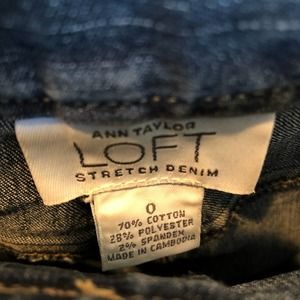 ANN TAYLOR
LOFT
STRETCH DENIM
0
70% COTTON
28% POLYESTER
2% SPANDEX
MADE IN CAMBODIA